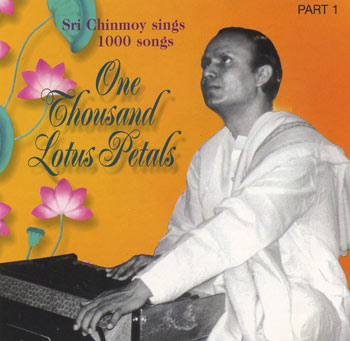 PART 1
Sri Chinmoy sings
1000 songs
One
Thousand
Lotus Petals